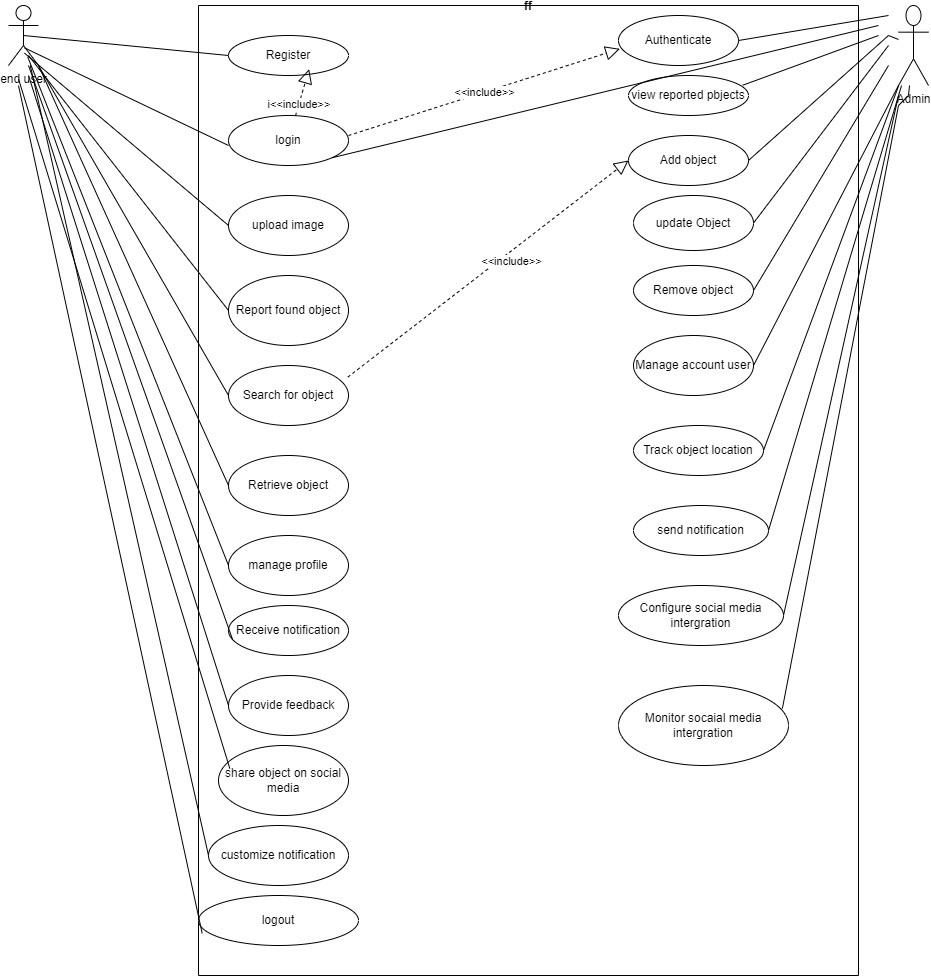 ff
end user
Admin
Register
Authenticate
view reported pbjects
<<include>>
i<<include>>
login
Add object
upload image
update Object
<<include>>
Report found object
Remove object
Search for object
Manage account user
Retrieve object
Track object location
send notification
manage profile
Receive notification
Configure social media
intergration
Provide feedback
Monitor socaial media
intergration
share object on social
media
customize notification
logout